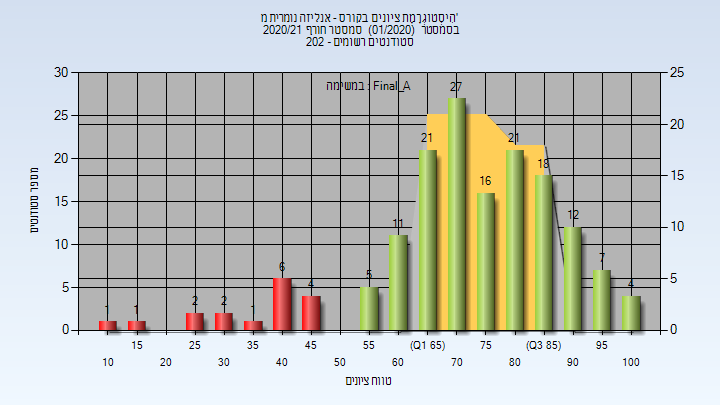 היסטוגרמת ציונים בקורס - אנליזה נומרית מ'
בסמסטר (01/2020) סמסטר חורף 2020/21
סטודנטים רשומים - 202
במשימה : Final_A
מספר סטודנטים
30 25 20 15 10 5 0
25 20 15 10 5 0
1 1 2 2 1 6 4 5 11 21 27 16 21 18 12 7 4
15 25 35 45 55 (Q1 65) 75 (Q3 85) 95
10 20 30 40 50 60 70 80 90 100
טווח ציונים